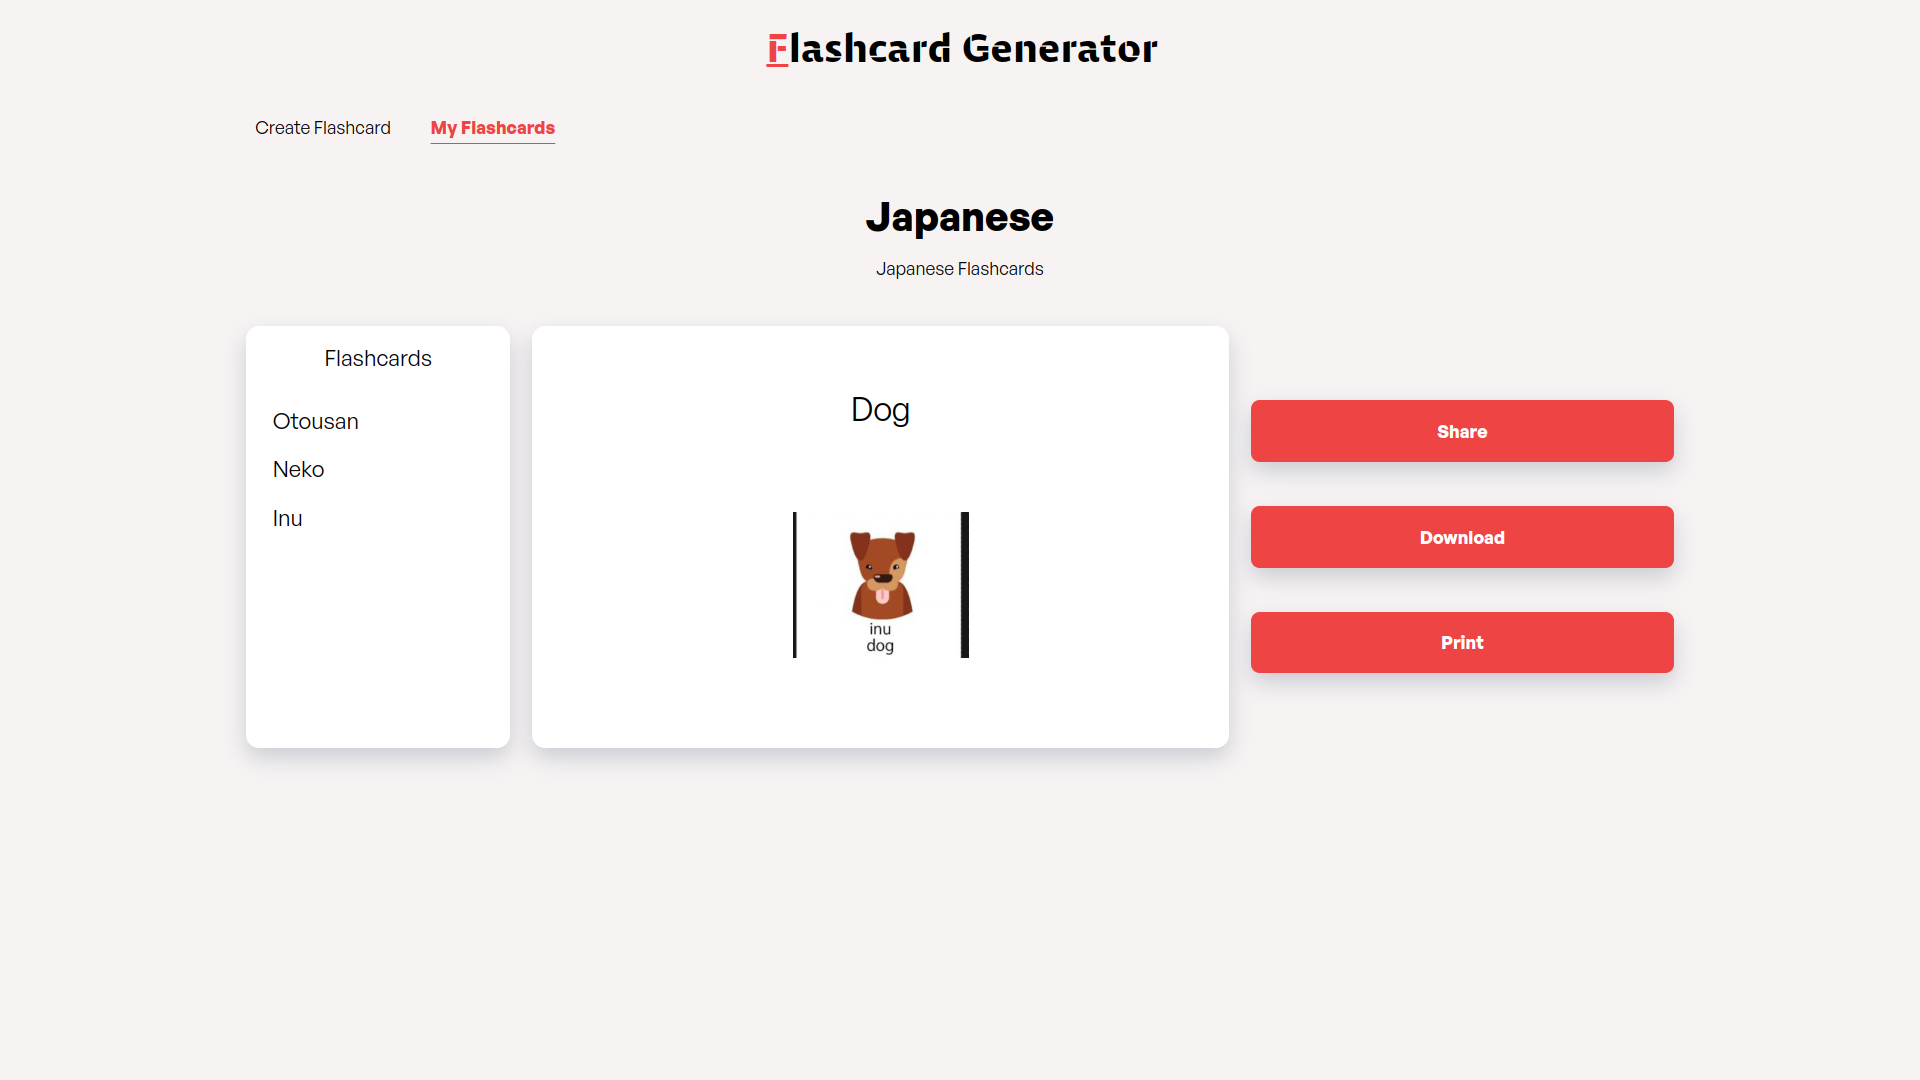 Flashcard Generator
Create Flashcard
My Flashcards
Japanese
Japanese Flashcards
Flashcards
Otousan
Neko
Inu
Dog
inu
dog
Share
Download
Print